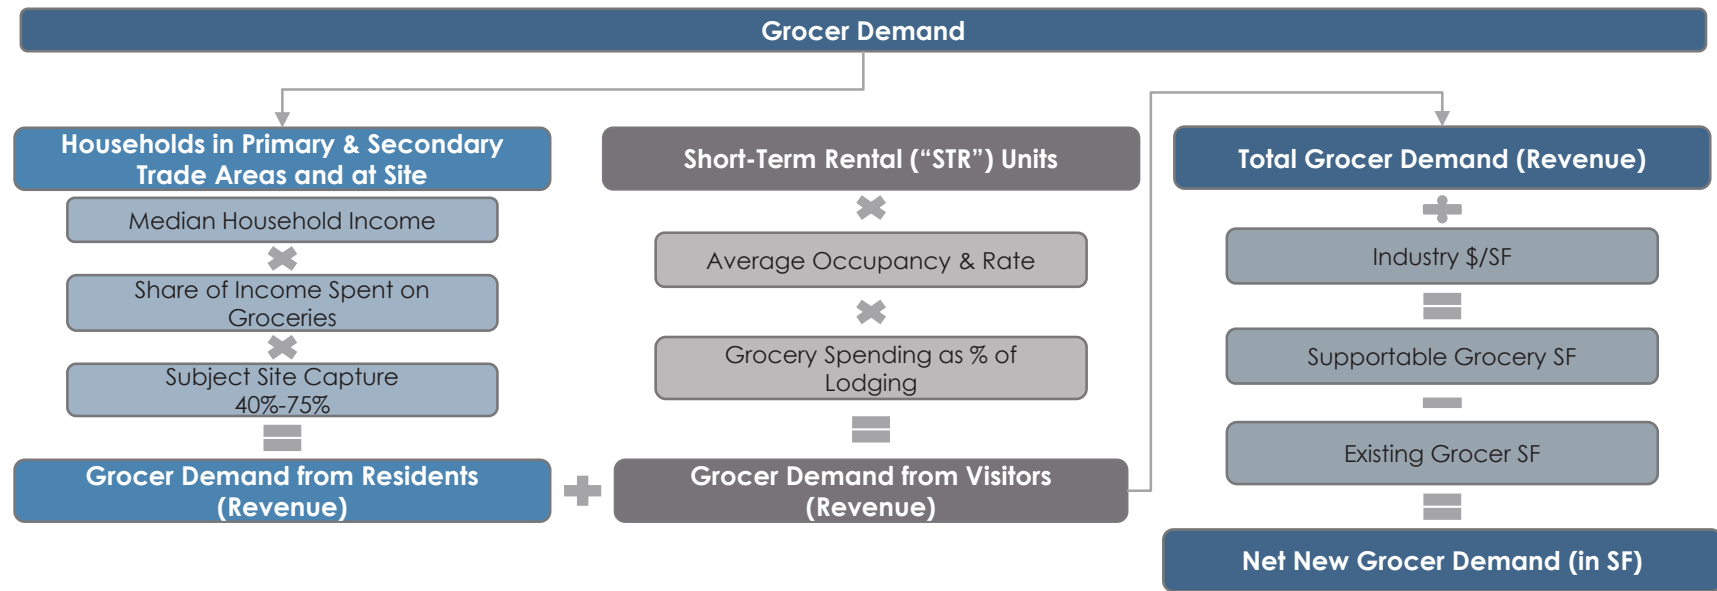 Grocer Demand
Households in Primary & Secondary
Trade Areas and at Site
Median Household Income
Share of Income Spent on
Groceries
Subject Site Capture
40%-75%
Grocer Demand from Residents
(Revenue)
Short-Term Rental (“STR”) Units
Average Occupancy & Rate
Grocery Spending as % of
Lodging
Grocer Demand from Visitors
(Revenue)
Total Grocer Demand (Revenue)
Industry $/SF
Supportable Grocery SF
Existing Grocer SF
Net New Grocer Demand (in SF)